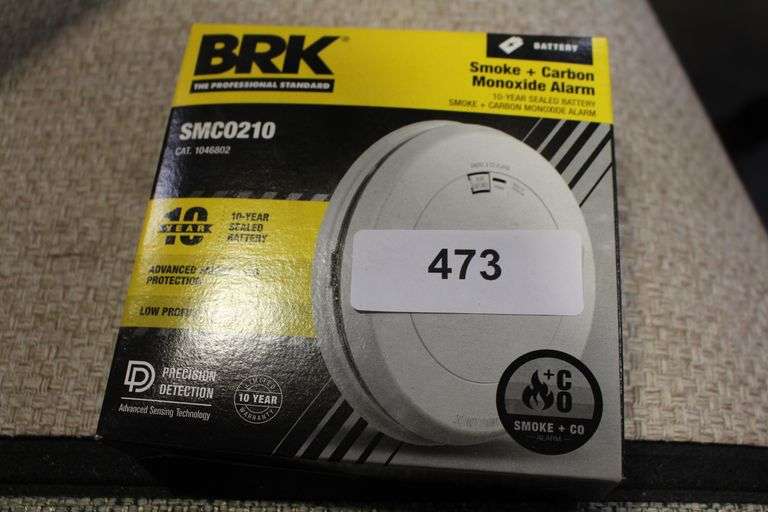 BRK®
THE PROFESSIONAL STANDARD
BATTERY
Smoke + Carbon
Monoxide Alarm
10-YEAR SEALED BATTERY
SMOKE + CARBON MONOXIDE ALARM
SMCO210
CAT. 1046802
10
YEAR
10-YEAR
SEALED
BATTERY
ADVANCED
PROTECTION
LOW
473
PRECISION
DETECTION
Advanced Sensing Technology
LIMITED
10 YEAR
WARRANTY
+C
O
SMOKE + CO
ALARM